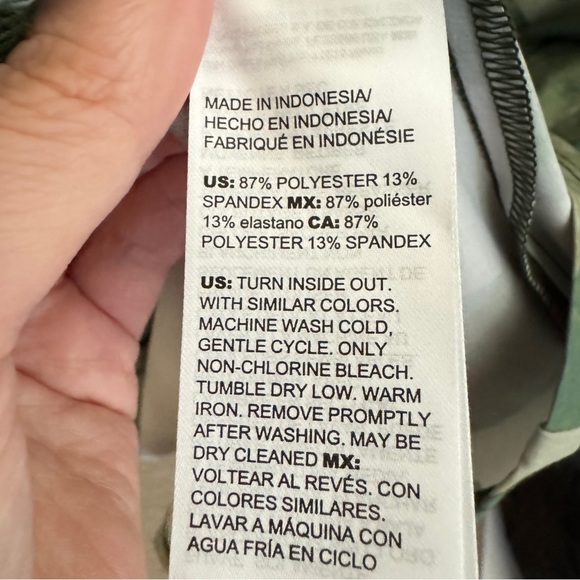 MADE IN INDONESIA/
HECHO EN INDONESIA/
FABRIQUÉ EN INDONÉSIE
US: 87% POLYESTER 13%
SPANDEX MX: 87% poliéster
13% elastano CA: 87%
POLYESTER 13% SPANDEX
US: TURN INSIDE OUT.
WITH SIMILAR COLORS.
MACHINE WASH COLD,
GENTLE CYCLE. ONLY
NON-CHLORINE BLEACH.
TUMBLE DRY LOW. WARM
IRON. REMOVE PROMPTLY
AFTER WASHING. MAY BE
DRY CLEANED MX:
VOLTEAR AL REVÉS. CON
COLORES SIMILARES.
LAVAR A MÁQUINA CON
AGUA FRÍA EN CICLO